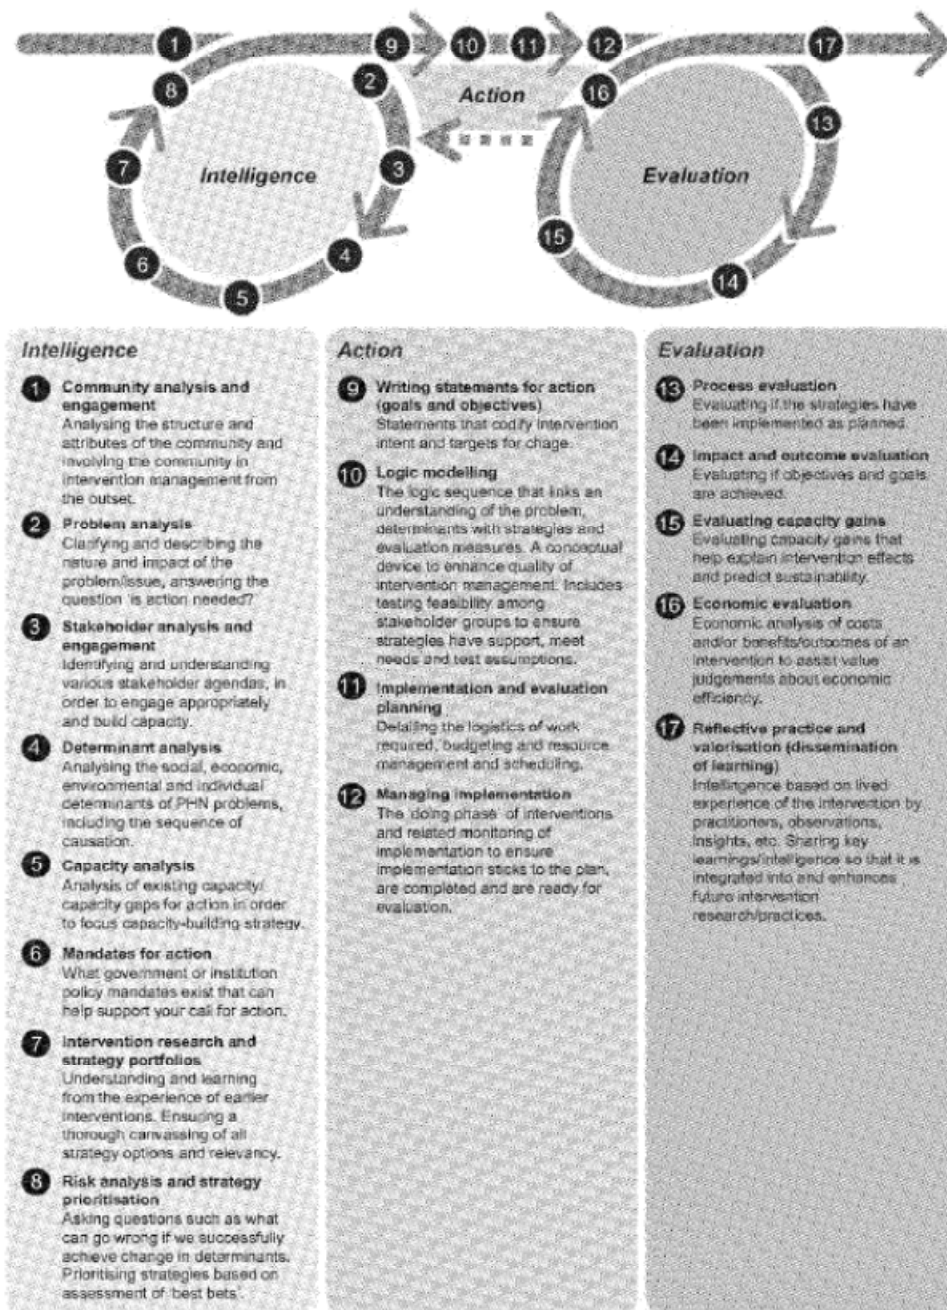 1
9
10
11
12
17
8
2
16
Action
13
7
Intelligence
3
Evaluation
15
4
6
14
5
Intelligence
1 Community analysis and
engagement
Analysing the structure and
attributes of the community and
involving the community in
intervention management from
the outset.
2 Problem analysis
Clarifying and describing the
nature and impact of the
problem/issue, answering the
question 'is action needed?
3 Stakeholder analysis and
engagement
Identifying and understanding
various stakeholder agendas, in
order to engage appropriately
and build capacity.
4 Determinant analysis
Analysing the social, economic,
environmental and individual
determinants of PHN problems,
including the sequence of
causation.
5 Capacity analysis
Analysis of existing capacity/
capacity gaps for action in order
to focus capacity-building strategy.
6 Mandates for action
What government or institution
policy mandates exist that can
help support your call for action.
7 Intervention research and
strategy portfolios
Understanding and learning
from the experience of earlier
interventions. Ensuring a
thorough canvassing of all
strategy options and relevancy.
8 Risk analysis and strategy
prioritisation
Asking questions such as what
can go wrong if we successfully
achieve change in determinants.
Prioritising strategies based on
assessment of 'best bets'.
Action
9 Writing statements for action
(goals and objectives)
Statements that codify intervention
intent and targets for chage.
10 Logic modelling
The logic sequence that links an
understanding of the problem,
determinants with strategies and
evaluation measures. A conceptual
device to enhance quality of
intervention management. Includes
testing feasibility among
stakeholder groups to ensure
strategies have support, meet
needs and test assumptions.
11 Implementation and evaluation
planning
Detailing the logistics of work
required, budgeting and resource
management and scheduling.
12 Managing implementation
The 'doing phase' of interventions
and related monitoring of
implementation to ensure
implementation sticks to the plan,
are completed and are ready for
evaluation.
Evaluation
13 Process evaluation
Evaluating if the strategies have
been implemented as planned.
14 Impact and outcome evaluation
Evaluating if objectives and goals
are achieved.
15 Evaluating capacity gains
Evaluating capacity gains that
help explain intervention effects
and predict sustainability.
16 Economic evaluation
Economic analysis of costs
and/or benefits/outcomes of an
intervention to assist value
judgements about economic
efficiency.
17 Reflective practice and
valorisation (dissemination
of learning)
Intellingence based on lived
experience of the intervention by
practitioners, observations,
insights, etc. Sharing key
learnings/intelligence so that it is
integrated into and enhances
future intervention
research/practices.